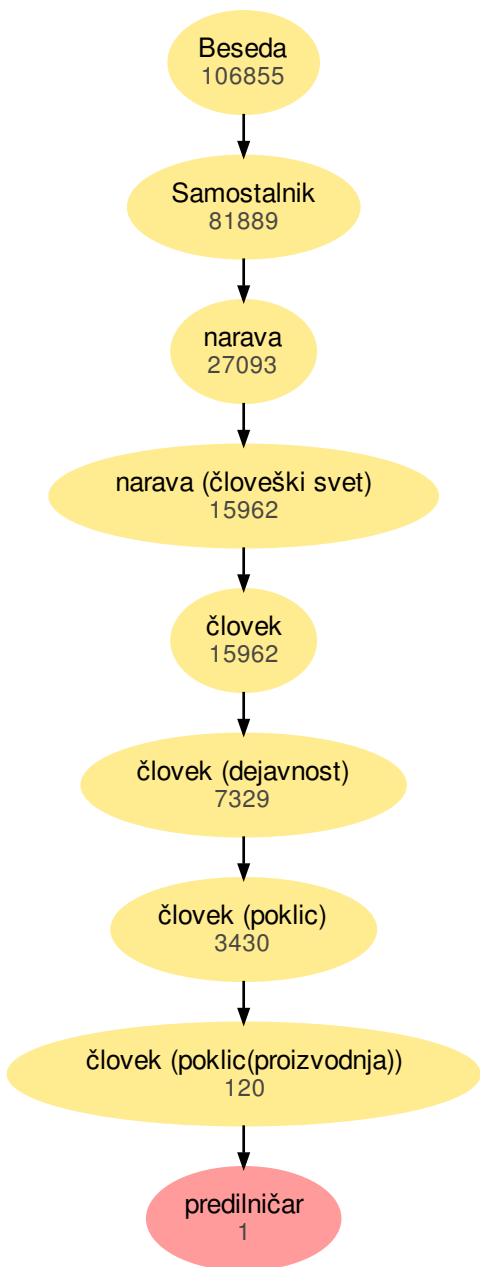 Beseda
106855
Samostalnik
81889
narava
27093
narava (človeški svet)
15962
človek
15962
človek (dejavnost)
7329
človek (poklic)
3430
človek (poklic(proizvodnja))
120
predilničar
1